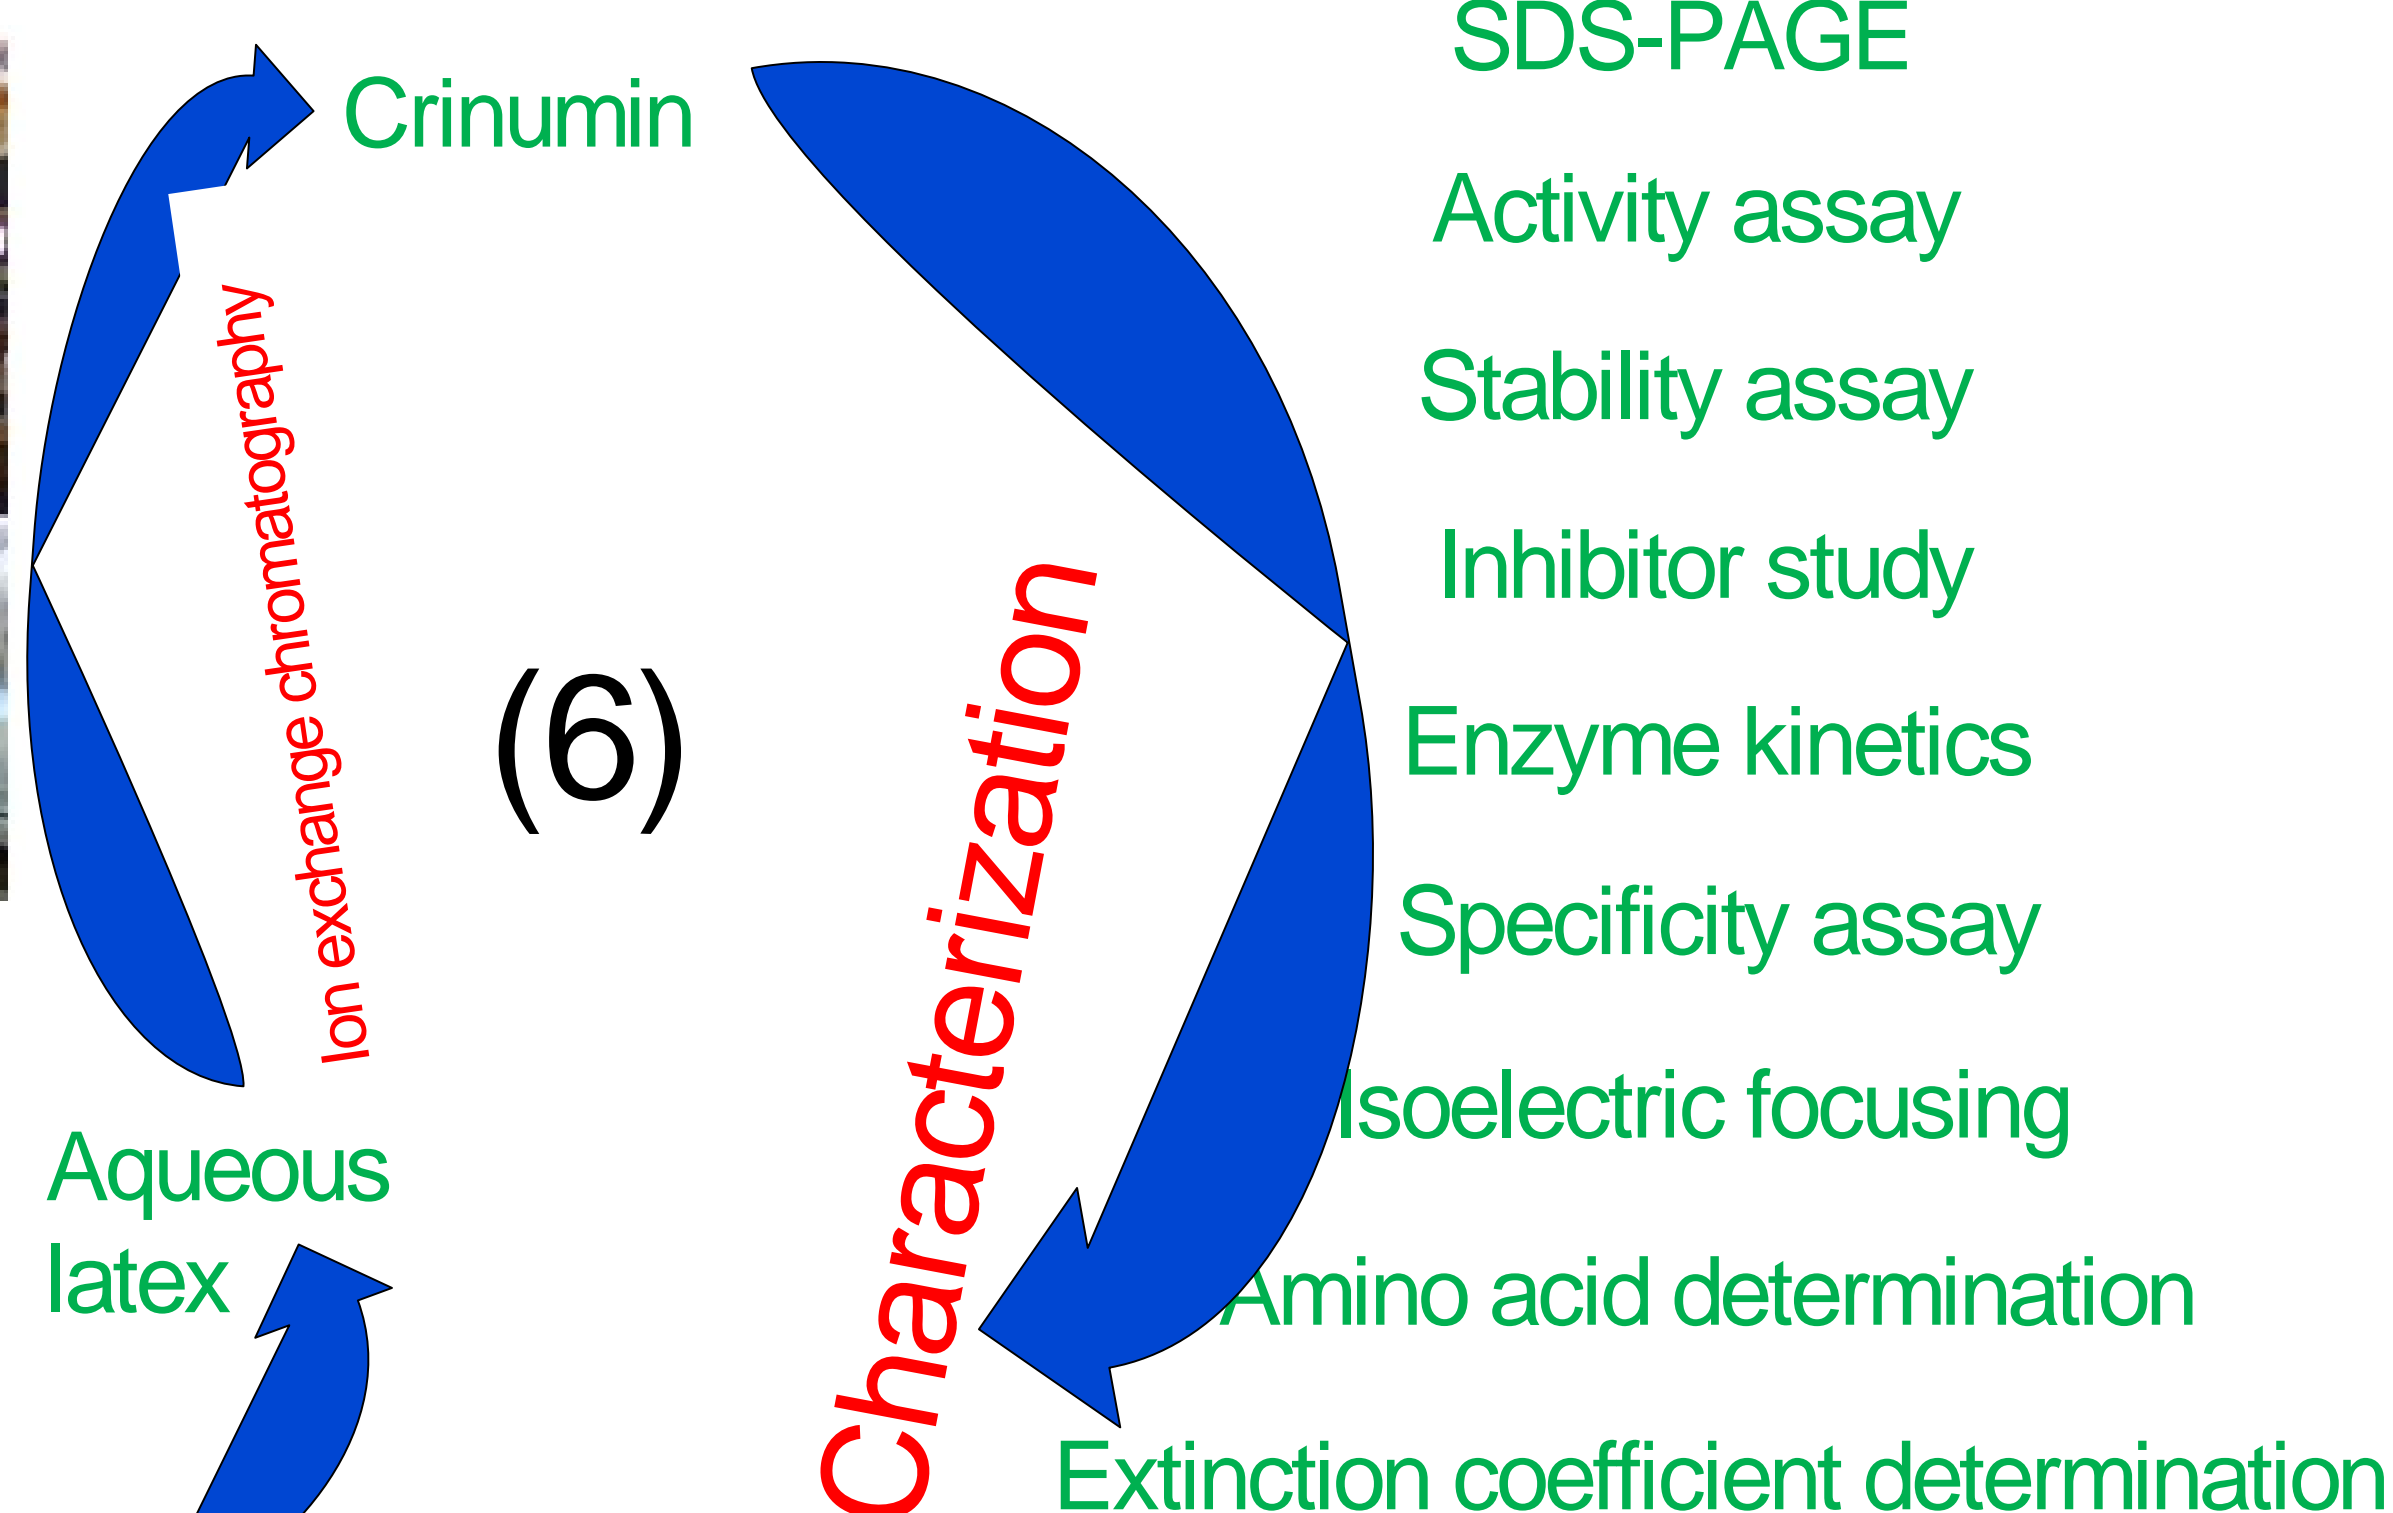 SDS-PAGE
Crinumin
Activity assay
Stability assay
Inhibitor study
Ion exchange chromatography
(6)
Characterization
Enzyme kinetics
Specificity assay
Isoelectric focusing
Aqueous
latex
Amino acid determination
Extinction coefficient determination